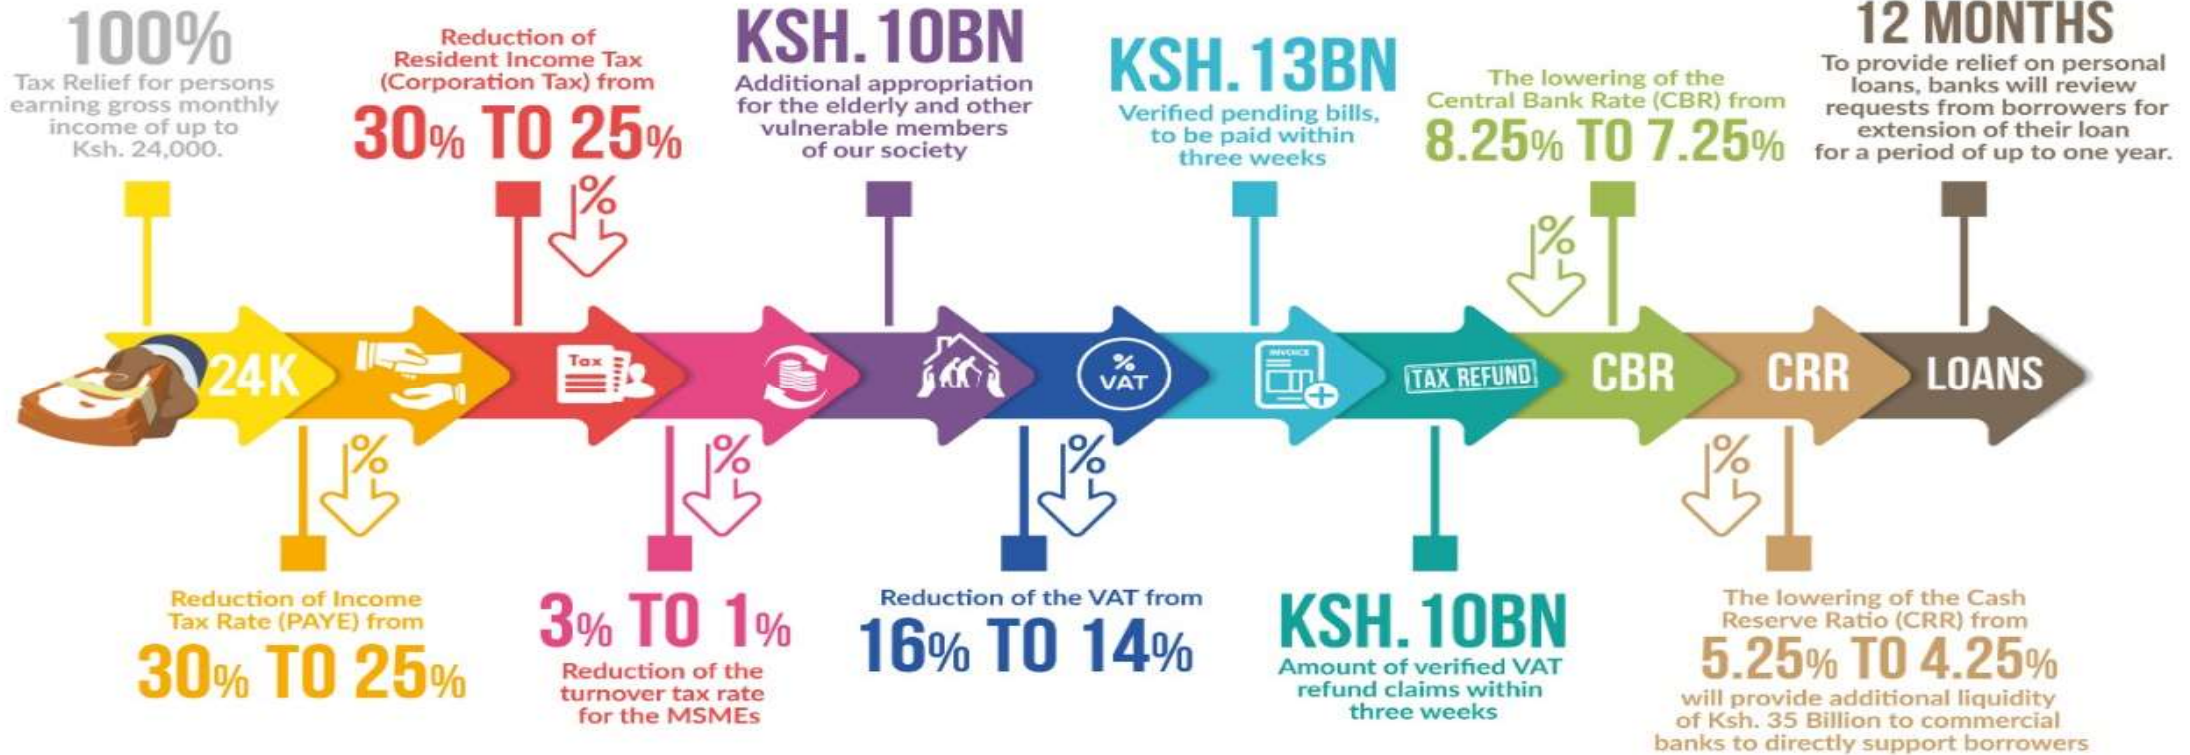 100%
Tax Relief for persons
earning gross monthly
income of up to
Ksh. 24,000.
Reduction of
Resident Income Tax
(Corporation Tax) from
30% TO 25%
KSH. 10BN
Additional appropriation
for the elderly and other
vulnerable members
of our society
KSH. 13BN
Verified pending bills,
to be paid within
three weeks
The lowering of the
Central Bank Rate (CBR) from
8.25% TO 7.25%
12 MONTHS
To provide relief on personal
loans, banks will review
requests from borrowers for
extension of their loan
for a period of up to one year.
%
%
24K
Tax
%
VAT
INVOICE
TAX REFUND
CBR
CRR
LOANS
%
%
%
%
Reduction of Income
Tax Rate (PAYE) from
30% TO 25%
3% TO 1%
Reduction of the
turnover tax rate
for the MSMEs
Reduction of the VAT from
16% TO 14%
KSH. 10BN
Amount of verified VAT
refund claims within
three weeks
The lowering of the Cash
Reserve Ratio (CRR) from
5.25% TO 4.25%
will provide additional liquidity
of Ksh. 35 Billion to commercial
banks to directly support borrowers